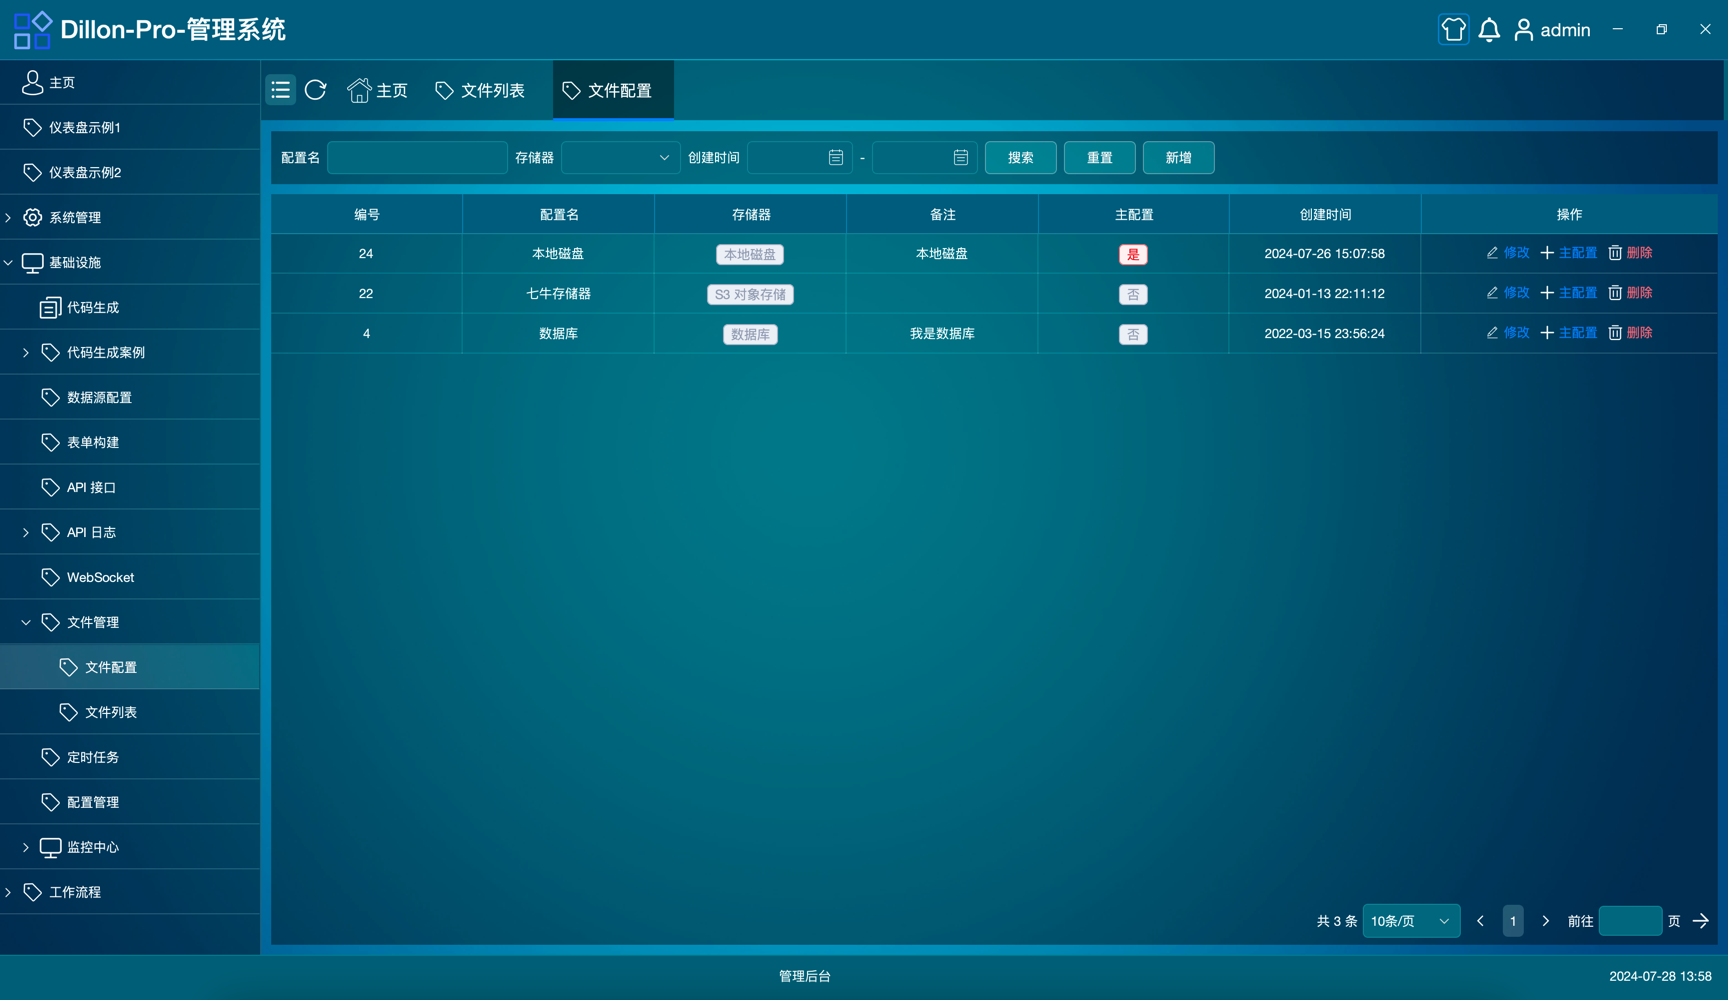 Dillon-Pro-管理系统
admin
主页
仪表盘示例1
仪表盘示例2
系统管理
基础设施
代码生成
代码生成案例
数据源配置
表单构建
API 接口
API 日志
WebSocket
文件管理
文件配置
文件列表
定时任务
配置管理
监控中心
工作流程
主页 文件列表 文件配置
配置名 存储器 创建时间 - 搜索 重置 新增
编号 配置名 存储器 备注 主配置 创建时间 操作
24 本地磁盘 本地磁盘 本地磁盘 是 2024-07-26 15:07:58 修改 主配置 删除
22 七牛存储器 S3 对象存储 否 2024-01-13 22:11:12 修改 主配置 删除
4 数据库 数据库 我是数据库 否 2022-03-15 23:56:24 修改 主配置 删除
共 3 条 10条/页 1 前往 页
管理后台
2024-07-28 13:58